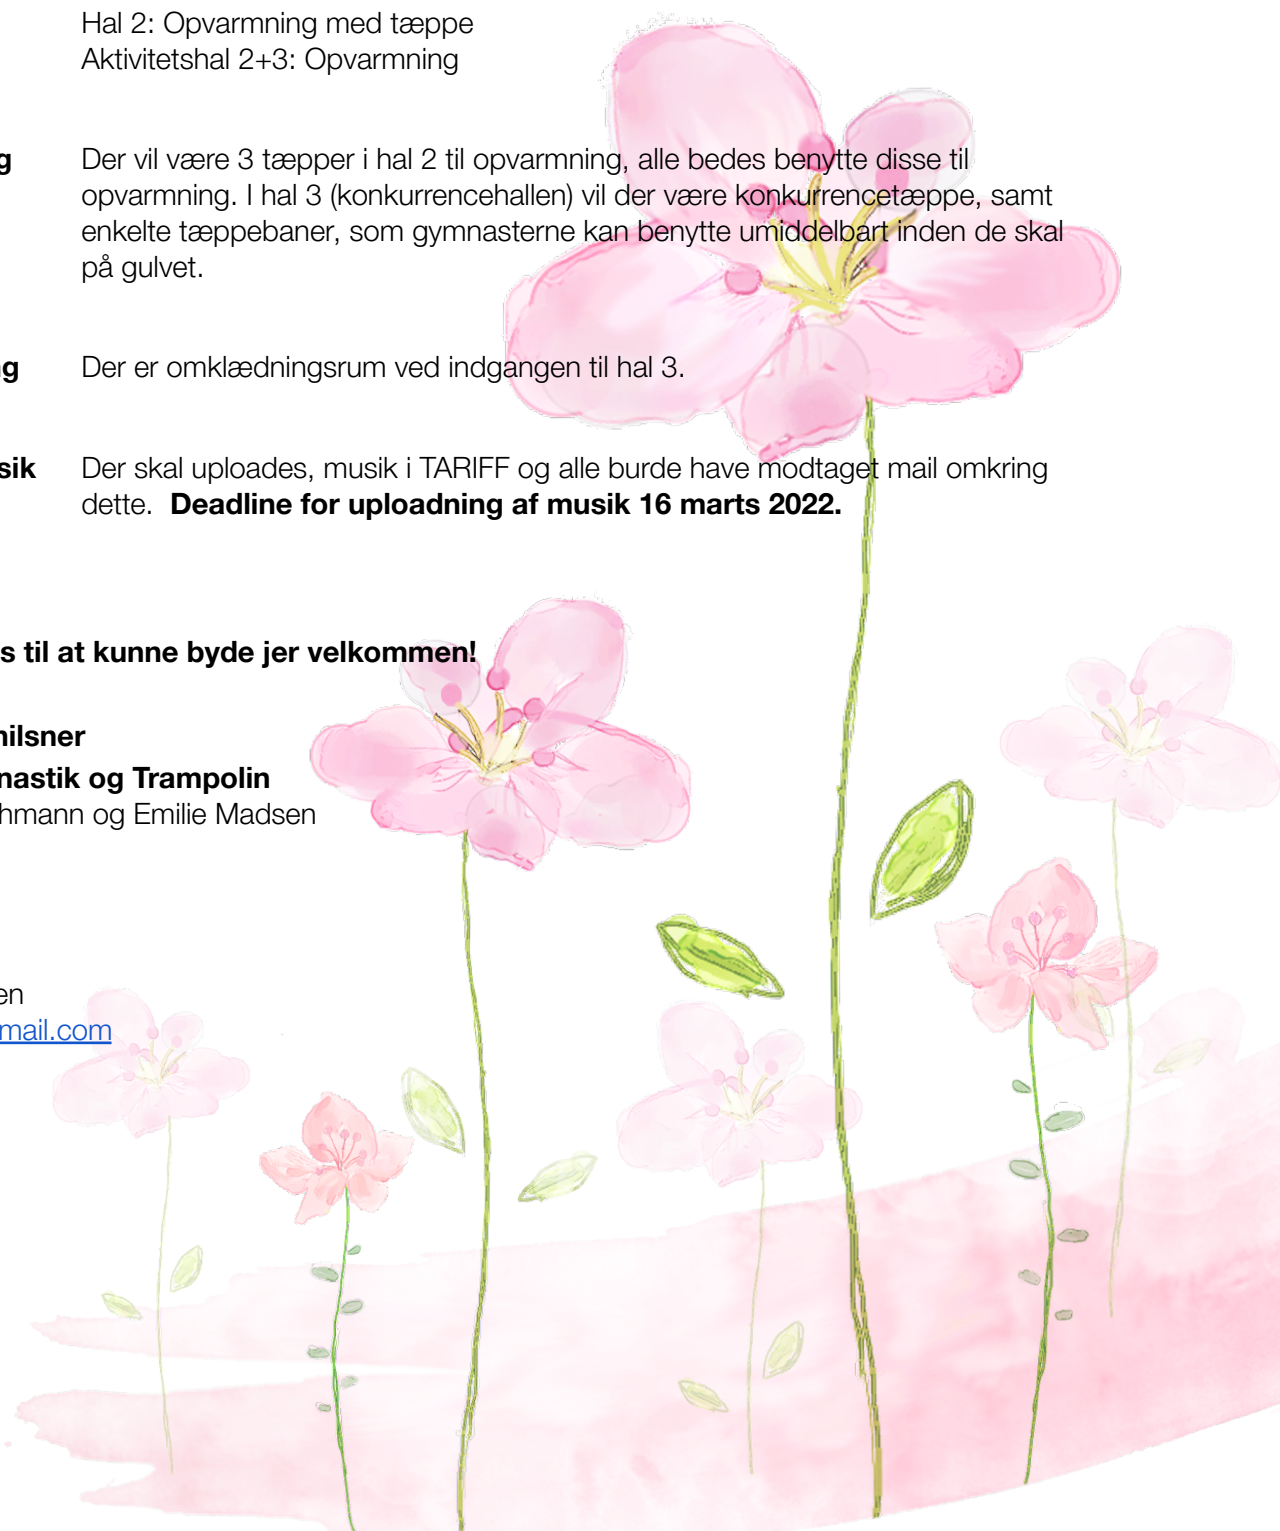 Hal 2: Opvarmning med tæppe
Aktivitetshal 2+3: Opvarmning
g Der vil være 3 tæpper i hal 2 til opvarmning, alle bedes benytte disse til
opvarmning. I hal 3 (konkurrencehallen) vil der være konkurrencetæppe, samt
enkelte tæppebaner, som gymnasterne kan benytte umiddelbart inden de skal
på gulvet.
ng Der er omklædningsrum ved indgangen til hal 3.
sik Der skal uploades, musik i TARIFF og alle burde have modtaget mail omkring
dette. Deadline for uploadning af musik 16 marts 2022.
s til at kunne byde jer velkommen!
nilsner
nastik og Trampolin
hmann og Emilie Madsen
en
mail.com